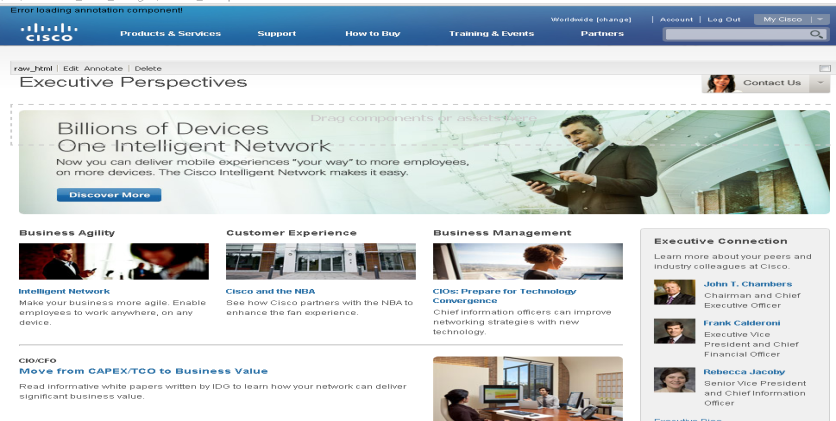 Error loading annotation component!
Worldwide [change] | Account | Log Out My Cisco
CISCO
Products & Services Support How to Buy Training & Events Partners
raw_html | Edit Annotate | Delete
Executive Perspectives
Contact Us
Drag components or assets here
Billions of Devices
One Intelligent Network
Now you can deliver mobile experiences "your way" to more employees,
on more devices. The Cisco Intelligent Network makes it easy.
Discover More
Business Agility
Intelligent Network
Make your business more agile. Enable
employees to work anywhere, on any
device.
Customer Experience
Cisco and the NBA
See how Cisco partners with the NBA to
enhance the fan experience.
Business Management
CIOs: Prepare for Technology
Convergence
Chief information officers can improve
networking strategies with new
technology.
CIO/CFO
Move from CAPEX/TCO to Business Value
Read informative white papers written by IDG to learn how your network can deliver
significant business value.
Executive Connection
Learn more about your peers and
industry colleagues at Cisco.
John T. Chambers
Chairman and Chief
Executive Officer
Frank Calderoni
Executive Vice
President and Chief
Financial Officer
Rebecca Jacoby
Senior Vice President
and Chief Information
Officer